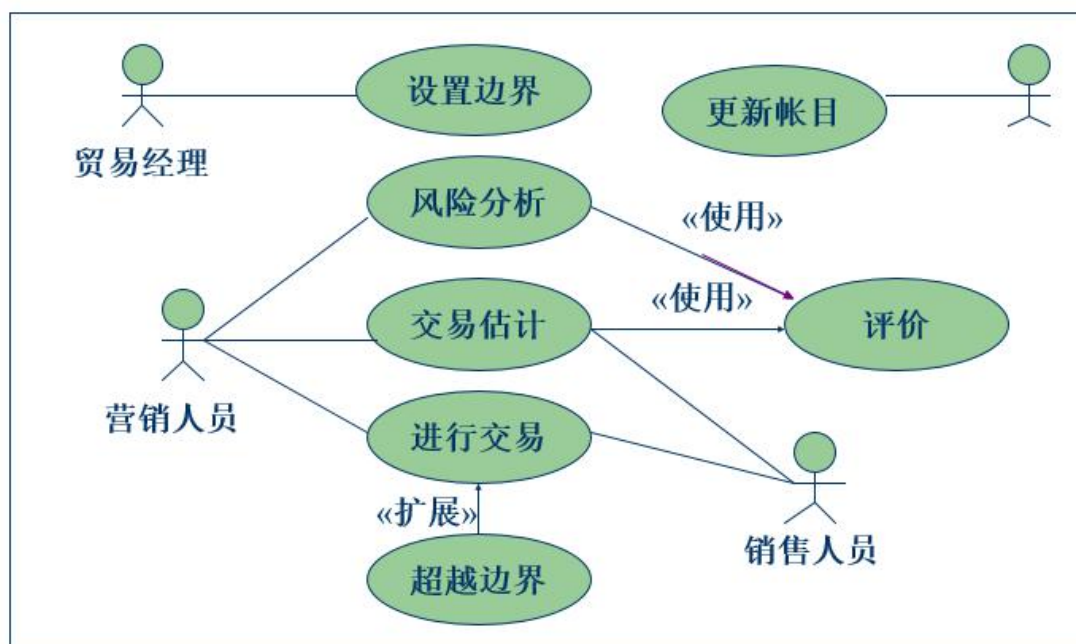 设置边界
更新帐目
贸易经理
风险分析
«使用»
«使用»
交易估计
评价
营销人员
进行交易
«扩展»
销售人员
超越边界